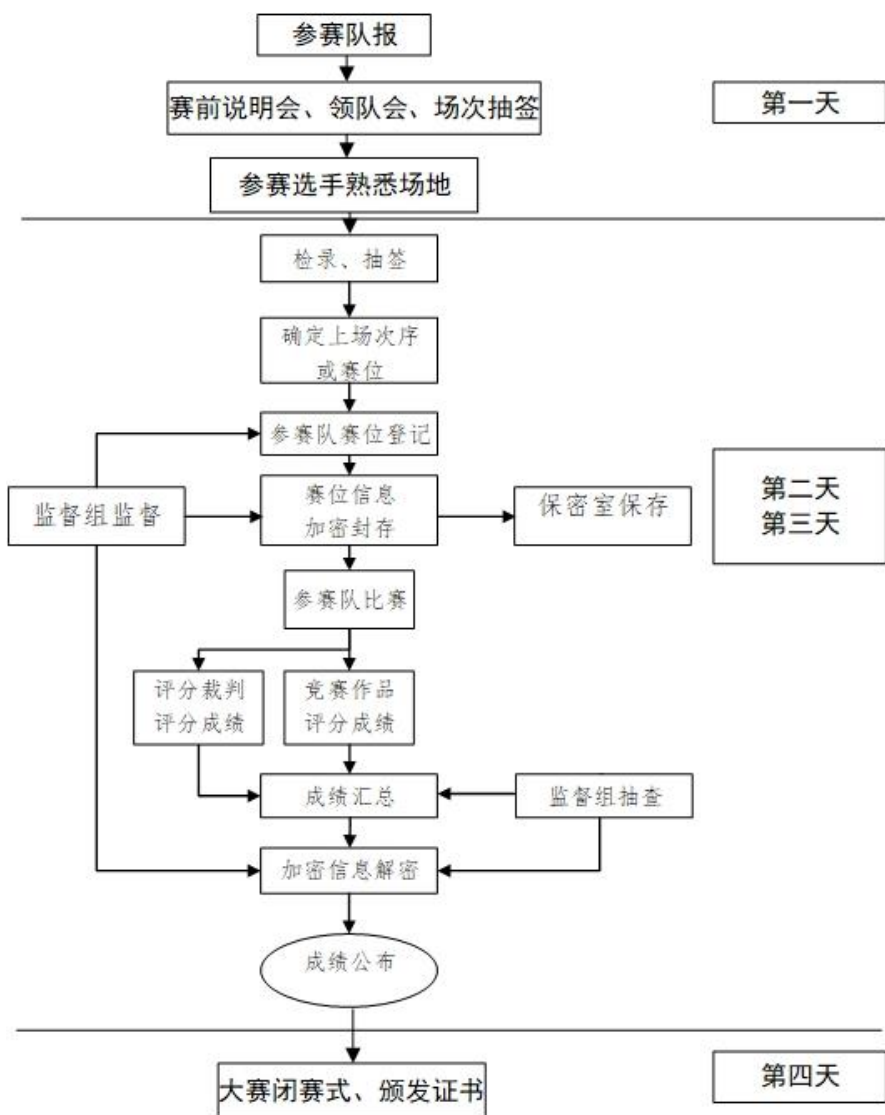 参赛队报
赛前说明会、领队会、场次抽签
第一天
参赛选手熟悉场地
检录、抽签
确定上场次序
或赛位
参赛队赛位登记
监督组监督
赛位信息
加密封存
保密室保存
第二天
第三天
参赛队比赛
评分裁判
评分成绩
竞赛作品
评分成绩
成绩汇总
监督组抽查
加密信息解密
成绩公布
大赛闭赛式、颁发证书
第四天